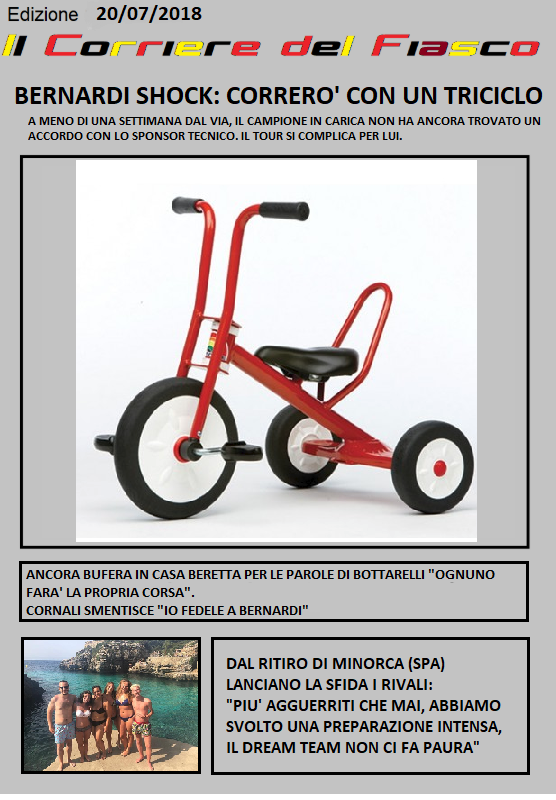 Edizione 20/07/2018
Il Corriere del Fiasco
BERNARDI SHOCK: CORRERO' CON UN TRICICLO
A MENO DI UNA SETTIMANA DAL VIA, IL CAMPIONE IN CARICA NON HA ANCORA TROVATO UN
ACCORDO CON LO SPONSOR TECNICO. IL TOUR SI COMPLICA PER LUI.
ANCORA BUFERA IN CASA BERETTA PER LE PAROLE DI BOTTARELLI "OGNUNO
FARA' LA PROPRIA CORSA".
CORNALI SMENTISCE "IO FEDELE A BERNARDI"
DAL RITIRO DI MINORCA (SPA)
LANCIANO LA SFIDA I RIVALI:
"PIU' AGGUERRITI CHE MAI, ABBIAMO
SVOLTO UNA PREPARAZIONE INTENSA,
IL DREAM TEAM NON CI FA PAURA"